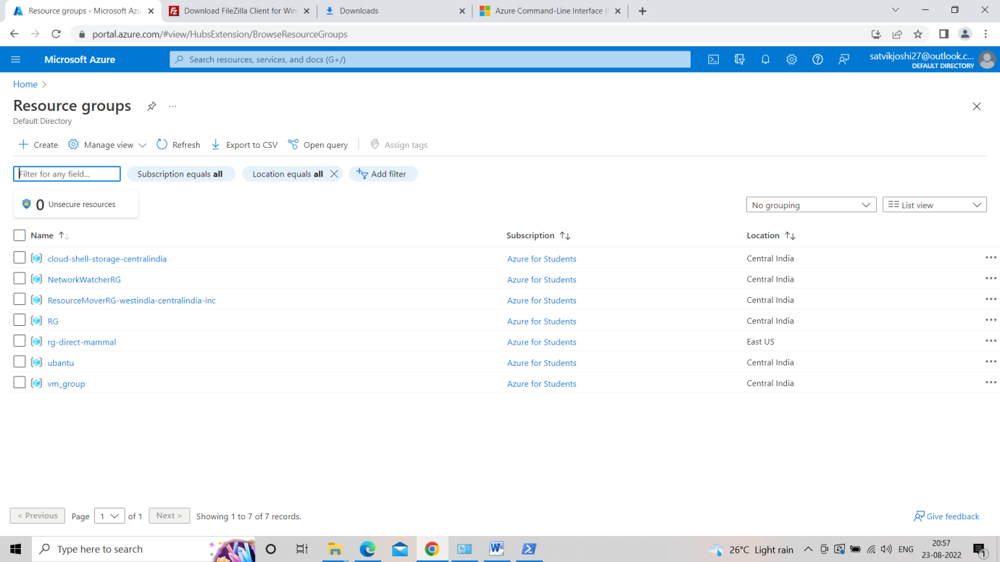 Resource groups - Microsoft Azu
Download FileZilla Client for Win
Downloads
Azure Command-Line Interface (
portal.azure.com/#view/HubsExtension/BrowseResourceGroups
Microsoft Azure
Search resources, services, and docs (G+/)
satvikjoshi27@outlook.c...
DEFAULT DIRECTORY
Home >
Resource groups
...
Default Directory
+ Create
Manage view
Refresh
Export to CSV
Open query
Assign tags
Filter for any field...
Subscription equals all
Location equals all
Add filter
0 Unsecure resources
No grouping
List view
Name ↑↓ Subscription ↑↓ Location ↑↓
cloud-shell-storage-centralindia Azure for Students Central India ...
NetworkWatcherRG Azure for Students Central India ...
ResourceMoverRG-westindia-centralindia-inc Azure for Students Central India ...
RG Azure for Students Central India ...
rg-direct-mammal Azure for Students East US ...
ubantu Azure for Students Central India ...
vm_group Azure for Students Central India ...
< Previous Page 1 of 1 Next > Showing 1 to 7 of 7 records.
Give feedback
Type here to search
26°C Light rain
ENG
20:57
23-08-2022
1